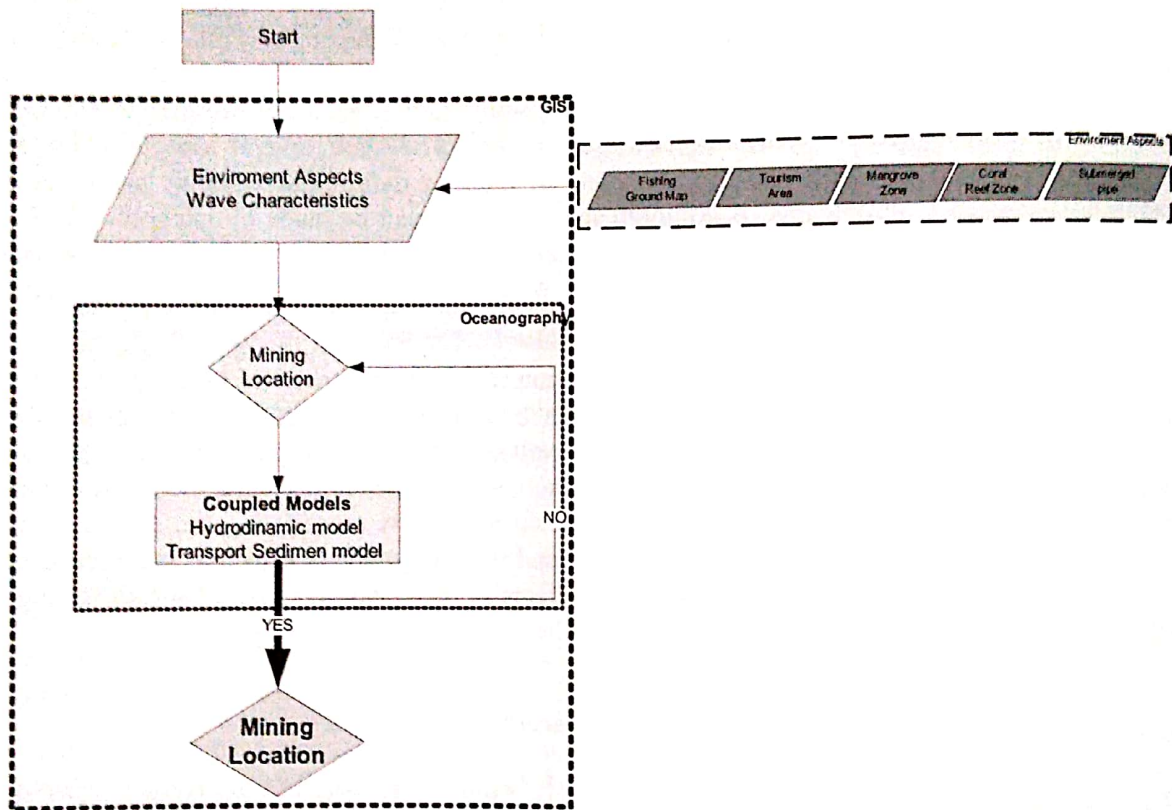 Start
GIS
Enviroment Aspects
Wave Characteristics
Enviroment Aspects
Fishing
Ground Map
Tourism
Area
Mangrove
Zone
Coral
Reef Zone
Submerged
pipe
Oceanography
Mining
Location
Coupled Models
Hydrodinamic model
Transport Sedimen model
NO
YES
Mining
Location